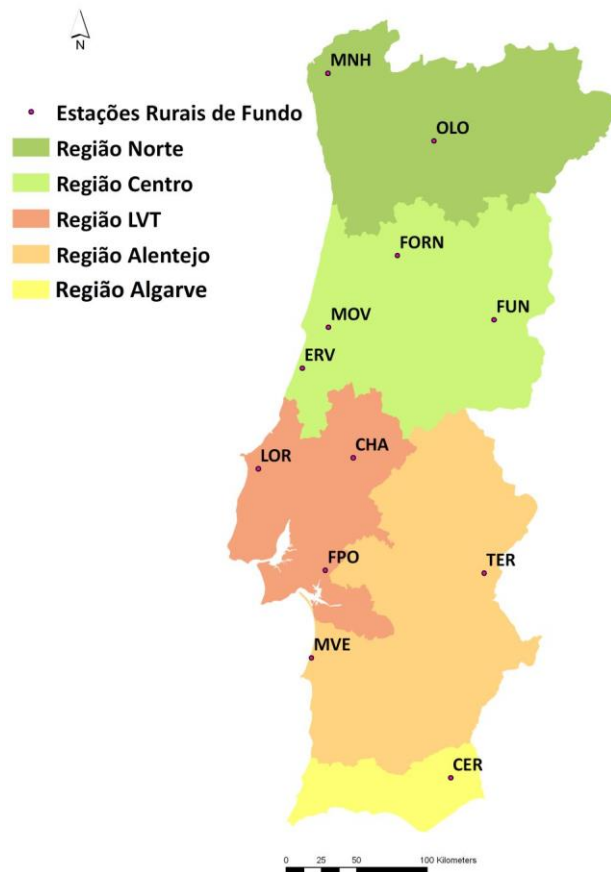 N
Estações Rurais de Fundo
Região Norte
Região Centro
Região LVT
Região Alentejo
Região Algarve
MNH
OLO
FORN
MOV
FUN
ERV
LOR
CHA
FPO
TER
MVE
CER
0 25 50 100 Kilometers